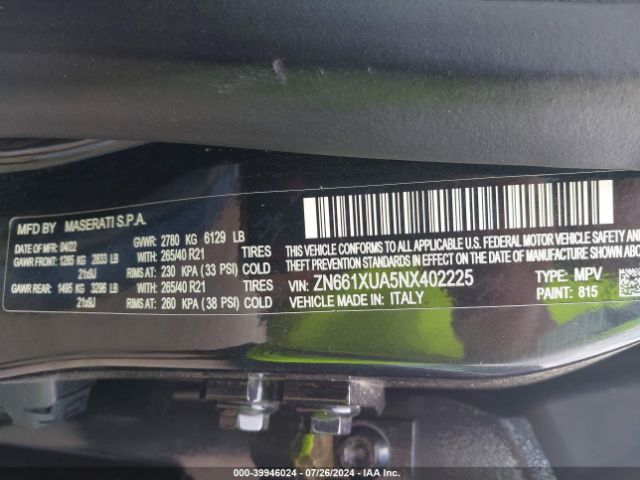 MFD BY MASERATI S.P.A.
DATE OF MFR: 04/22 GWWR: 2780 KG 6129 LB
GAWR FRONT: 1285 KG 2833 LB WITH: 265/40 R21 TIRES
21x9J RIMS AT: 230 KPA (33 PSI) COLD
GAWR REAR: 1495 KG 3296 LB WITH: 265/40 R21 TIRES
21x9J RIMS AT: 260 KPA (38 PSI) COLD
THIS VEHICLE CONFORMS TO ALL APPLICABLE U.S. FEDERAL MOTOR VEHICLE SAFETY AND
THEFT PREVENTION STANDARDS IN EFFECT ON THE DATE OF MANUFACTURE SHOWN ABOVE.
VIN: ZN661XUA5NX402225 TYPE: MPV
VEHICLE MADE IN: ITALY PAINT: 815
000-39946024 | 07/26/2024 | IAA Inc.